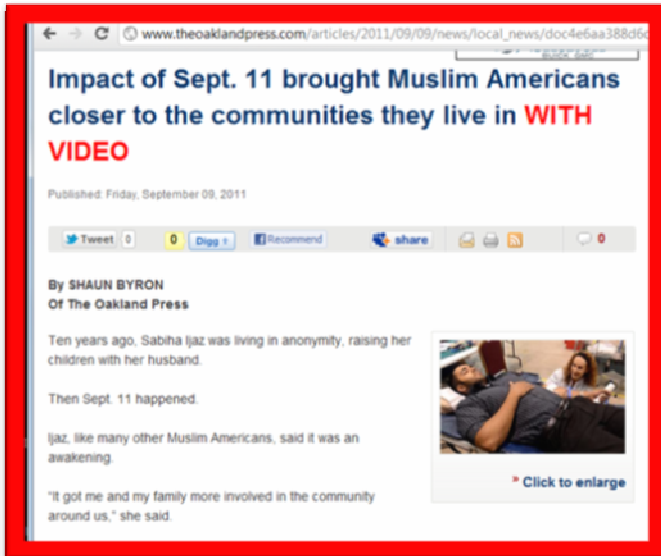 www.theoaklandpress.com/articles/2011/09/09/news/local_news/doc4e6aa388d6
Impact of Sept. 11 brought Muslim Americans
closer to the communities they live in WITH
VIDEO
Published: Friday, September 09, 2011
Tweet 0 0 Digg Recommend share 0
By SHAUN BYRON
Of The Oakland Press
Ten years ago, Sabiha Ijaz was living in anonymity, raising her
children with her husband.
Then Sept. 11 happened.
Ijaz, like many other Muslim Americans, said it was an
awakening.
» Click to enlarge
"It got me and my family more involved in the community
around us," she said.